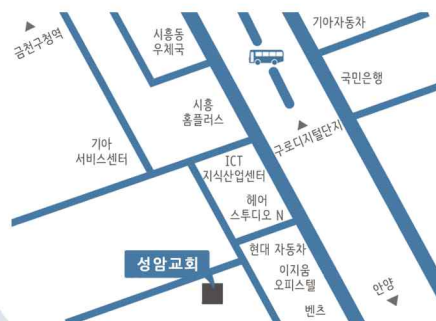 금천구청역
시흥동
우체국
기아자동차
국민은행
시흥
홈플러스
구로디지털단지
기아
서비스센터
ICT
지식산업센터
헤어
스투디오 N
현대 자동차
성암교회
이지움
오피스텔
안양
벤츠